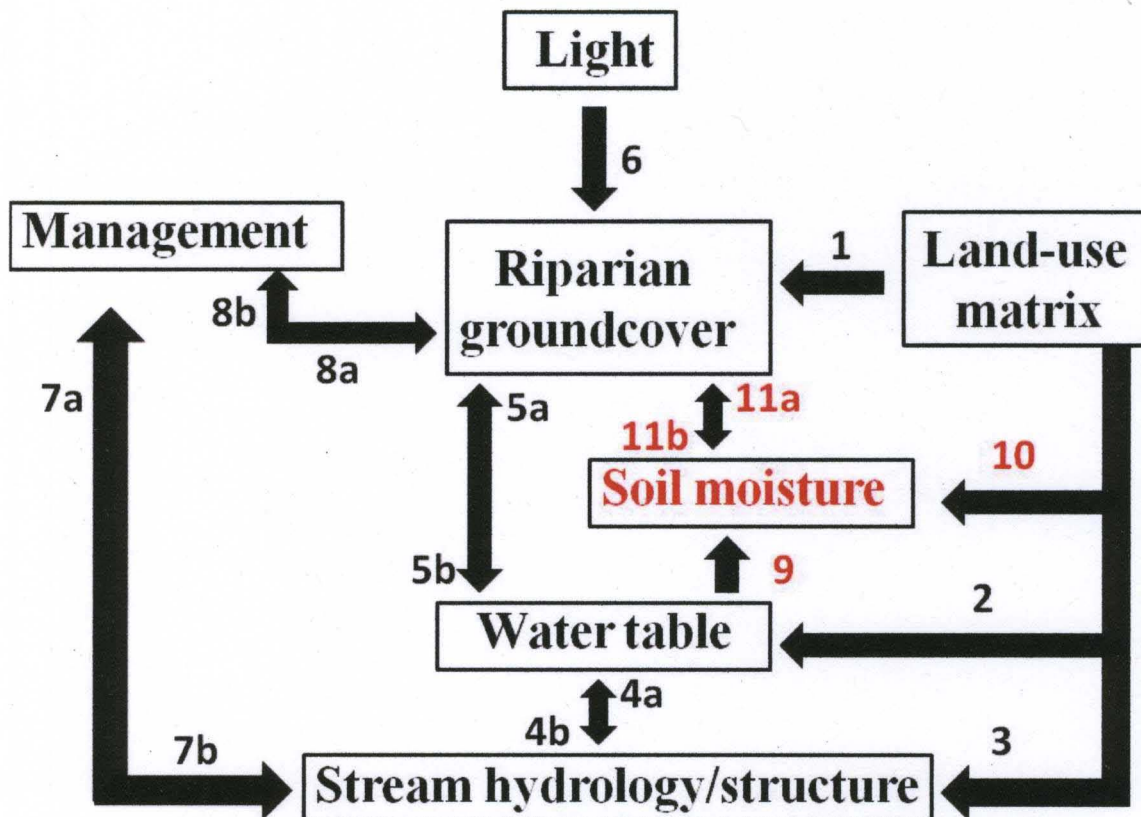 Light
6
Management
Riparian
groundcover
1
Land-use
matrix
8b
8a
7a
5a
11a
11b
Soil moisture
10
5b
9
2
Water table
4a
4b
7b
3
Stream hydrology/structure